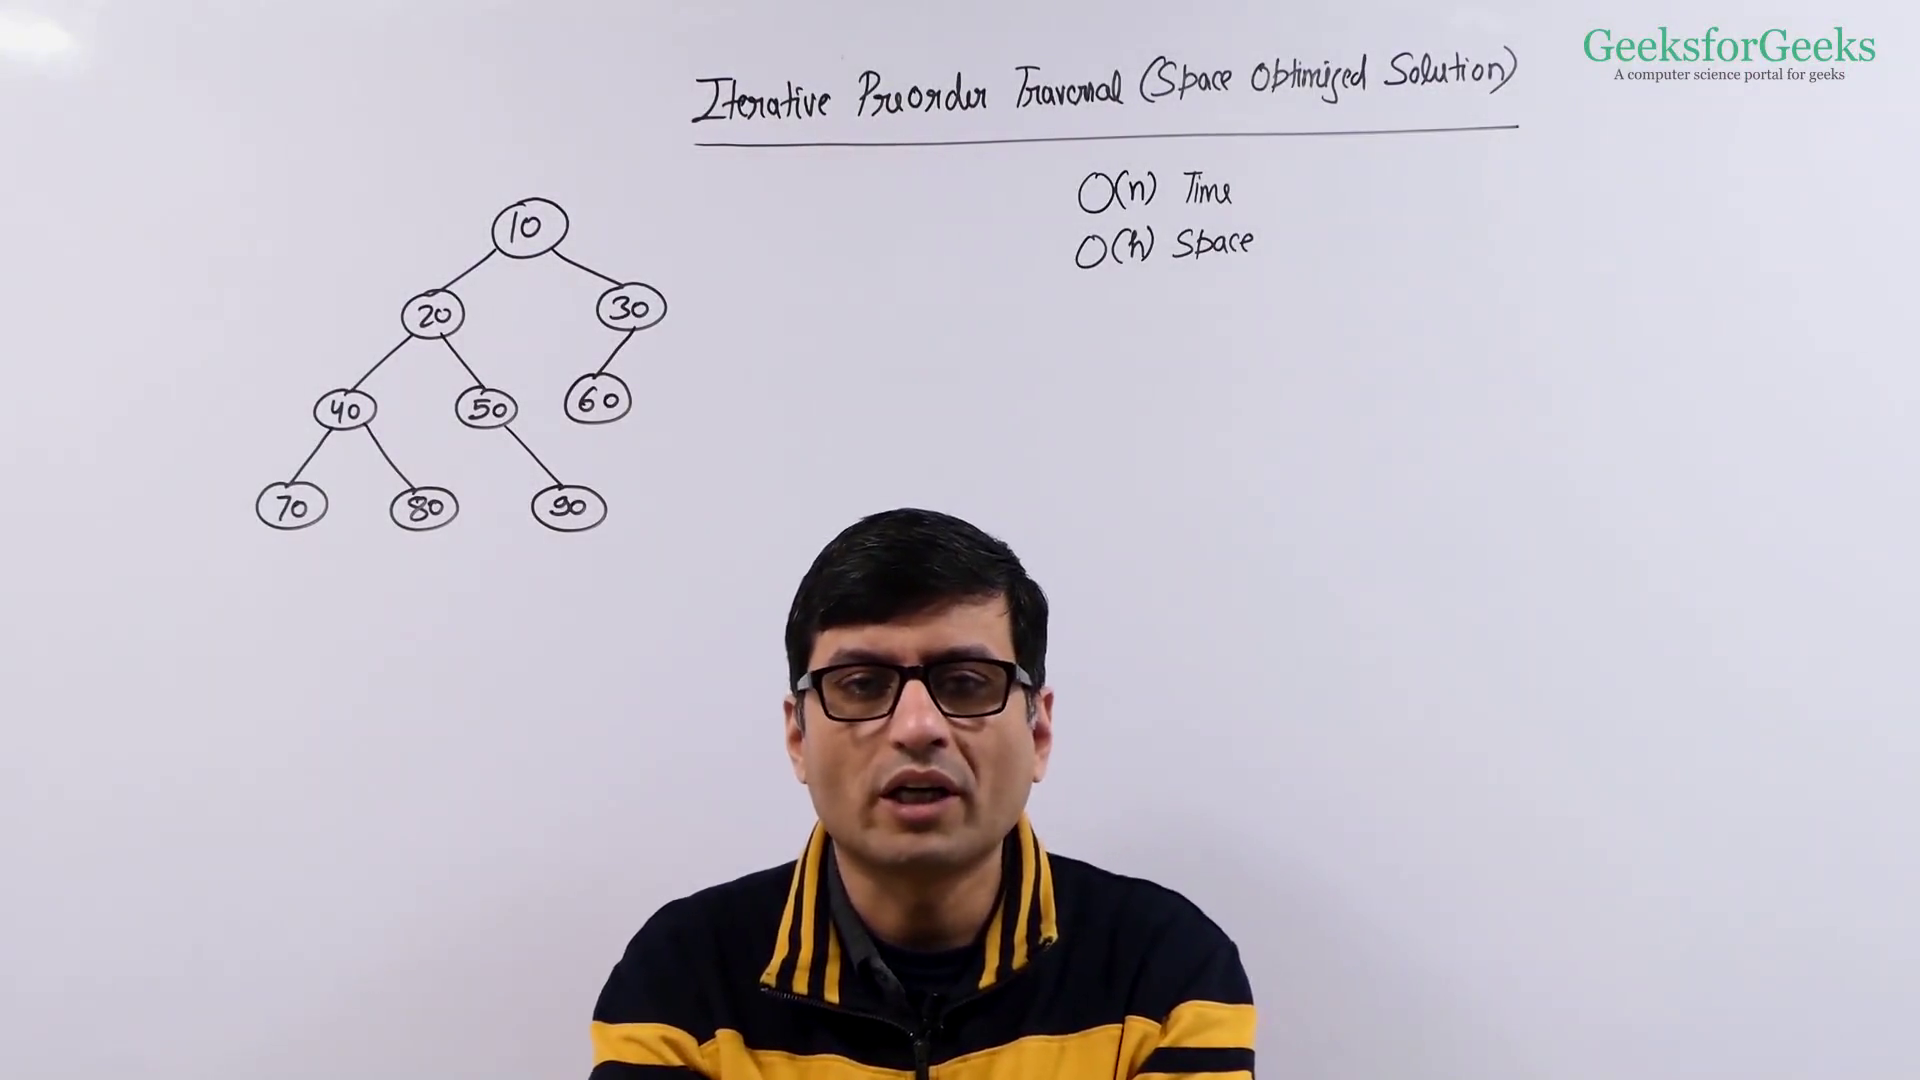 GeeksforGeeks
A computer science portal for geeks
Iterative Preorder Traversal (Space Optimized Solution)
O(n) Time
O(h) Space
10
20
30
40
50
60
70
80
90